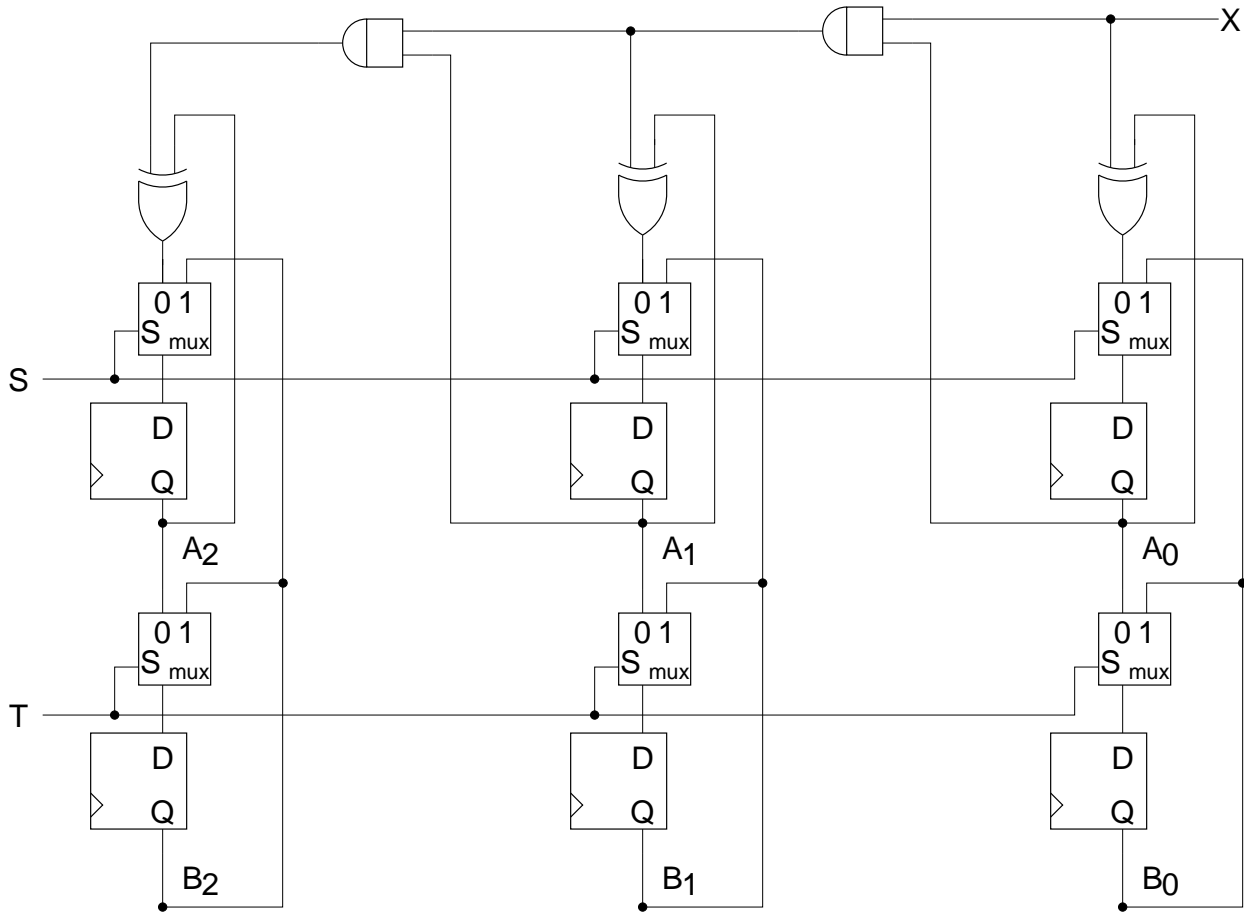 X
0 1 0 1 0 1
S mux S mux S mux
S
D D D
Q Q Q
A2 A1 A0
0 1 0 1 0 1
S mux S mux S mux
T
D D D
Q Q Q
B2 B1 B0